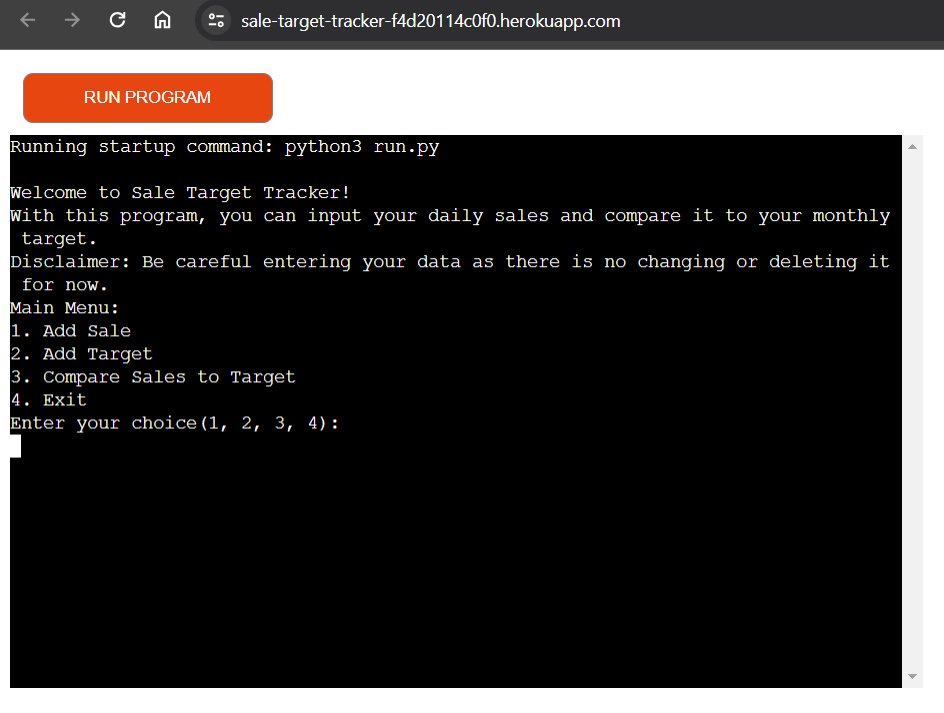 sale-target-tracker-f4d20114c0f0.herokuapp.com
RUN PROGRAM
Running startup command: python3 run.py
Welcome to Sale Target Tracker!
With this program, you can input your daily sales and compare it to your monthly
target.
Disclaimer: Be careful entering your data as there is no changing or deleting it
for now.
Main Menu:
1. Add Sale
2. Add Target
3. Compare Sales to Target
4. Exit
Enter your choice(1, 2, 3, 4):